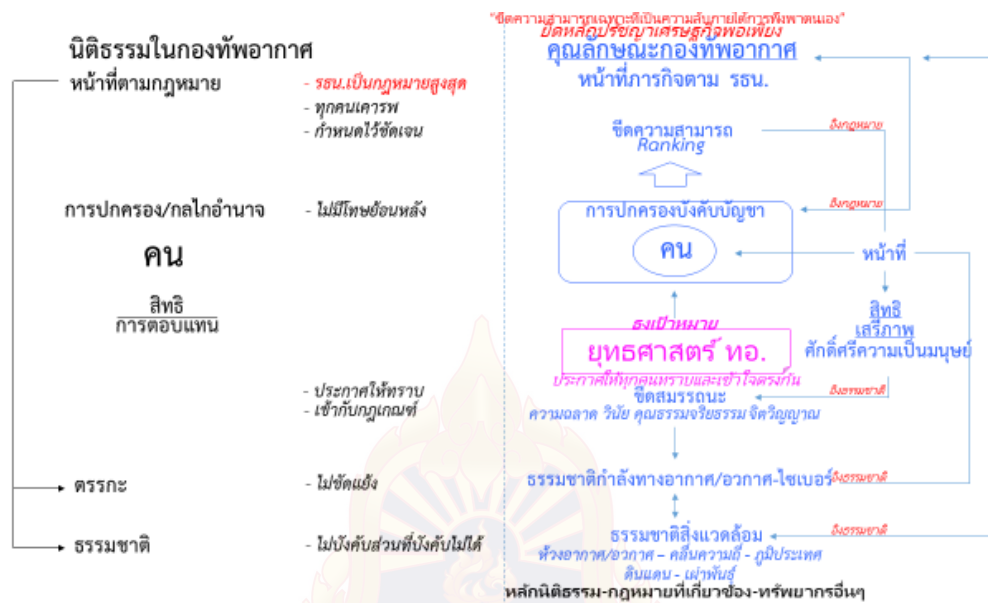 นิติธรรมในกองทัพอากาศ
หน้าที่ตามกฎหมาย
- รธน.เป็นกฎหมายสูงสุด
- ทุกคนเคารพ
- กำหนดไว้ชัดเจน
การปกครอง/กลไกอำนาจ
- ไม่มีโทษย้อนหลัง
คน
สิทธิ
การตอบแทน
- ประกาศให้ทราบ
- เข้ากับกฎเกณฑ์
ตรรกะ
- ไม่ขัดแย้ง
ธรรมชาติ
- ไม่บังคับส่วนที่บังคับไม่ได้
"ขีดความสามารถเฉพาะที่เป็นความลับภายใต้การพึ่งพาตนเอง"
ยึดหลักปรัชญาเศรษฐกิจพอเพียง
คุณลักษณะกองทัพอากาศ
หน้าที่ภารกิจตาม รธน.
ขีดความสามารถ
Ranking
อิงกฎหมาย
การปกครองบังคับบัญชา
อิงกฎหมาย
คน
หน้าที่
สิทธิ
เสรีภาพ
ศักดิ์ศรีความเป็นมนุษย์
ธงเป้าหมาย
ยุทธศาสตร์ ทอ.
ประกาศให้ทุกคนทราบและเข้าใจตรงกัน
ขีดสมรรถนะ
อิงธรรมชาติ
ความฉลาด วินัย คุณธรรมจริยธรรม จิตวิญญาณ
ธรรมชาติกำลังทางอากาศ/อวกาศ-ไซเบอร์
อิงธรรมชาติ
ธรรมชาติสิ่งแวดล้อม
อิงธรรมชาติ
ห้วงอากาศ/อวกาศ – คลื่นความถี่ - ภูมิประเทศ
ดินแดน - เผ่าพันธุ์
หลักนิติธรรม-กฎหมายที่เกี่ยวข้อง-ทรัพยากรอื่นๆ